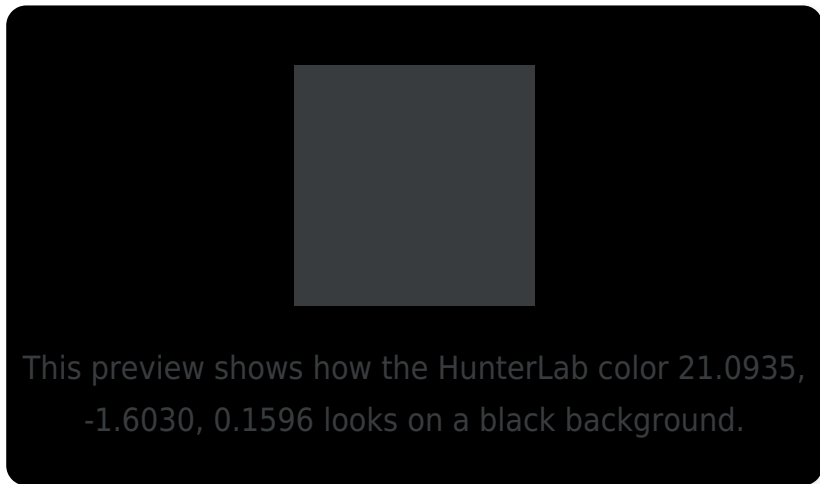 This preview shows how the HunterLab color 21.0935,
-1.6030, 0.1596 looks on a black background.